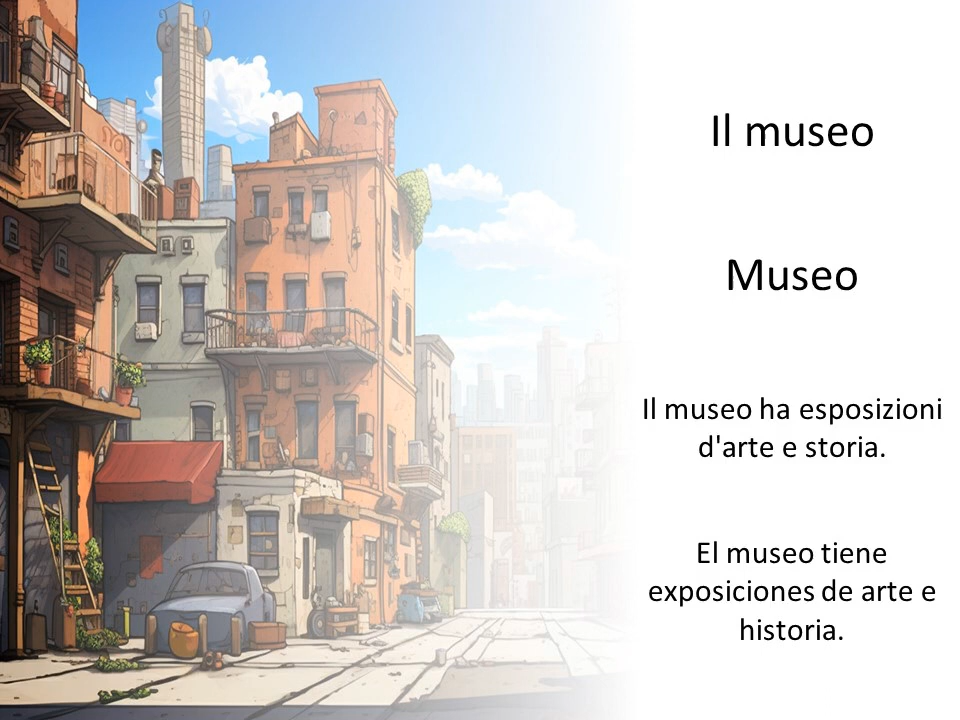 Il museo
Museo
Il museo ha esposizioni
d'arte e storia.
El museo tiene
exposiciones de arte e
historia.